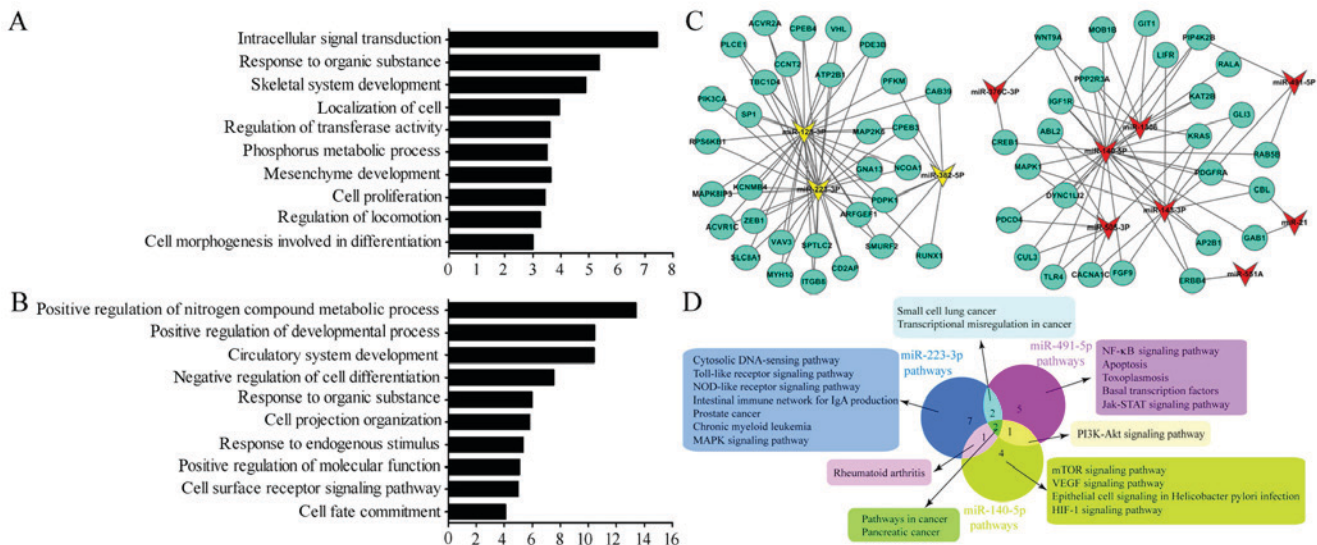 A
Intracellular signal transduction
Response to organic substance
Skeletal system development
Localization of cell
Regulation of transferase activity
Phosphorus metabolic process
Mesenchyme development
Cell proliferation
Regulation of locomotion
Cell morphogenesis involved in differentiation
0 1 2 3 4 5 6 7 8
B
Positive regulation of nitrogen compound metabolic process
Positive regulation of developmental process
Circulatory system development
Negative regulation of cell differentiation
Response to organic substance
Cell projection organization
Response to endogenous stimulus
Positive regulation of molecular function
Cell surface receptor signaling pathway
Cell fate commitment
0 2 4 6 8 10 12 14 16
C
ACVR2A
CPEB4
VHL
PLCE1
PDE3B
CCNT2
ATP2B1
TBC1D4
PFKM
CAB39
PIK3CA
SP1
MAP2K6
CPEB3
RPS6KB1
GNA13
NCOA1
miR-223-3P
KCNMB4
MAPK8IP3
PDPK1
ARFGEF1
ACVR1C
ZEB1
VAV3
SPTLC2
SMURF2
RUNX1
SLC8A1
MYH10
ITGB8
CD2AP
GIT1
MOB1B
WNT9A
PIP4K2B
LIFR
RALA
PPP2R3A
KAT2B
IGF1R
GLI3
ABL2
KRAS
CREB1
RAB5B
MAPK1
PDGFRA
CBL
DYNC1LI2
PDCD4
miR-21
GAB1
AP2B1
CUL3
TLR4
CACNA1C
FGF9
ERBB4
D
Small cell lung cancer
Transcriptional misregulation in cancer
miR-223-3p
pathways
miR-491-5p
pathways
Cytosolic DNA-sensing pathway
Toll-like receptor signaling pathway
NOD-like receptor signaling pathway
Intestinal immune network for IgA production
Prostate cancer
Chronic myeloid leukemia
MAPK signaling pathway
NF-κB signaling pathway
Apoptosis
Toxoplasmosis
Basal transcription factors
Jak-STAT signaling pathway
7
2
5
2
1
1
4
PI3K-Akt signaling pathway
Rheumatoid arthritis
mTOR signaling pathway
VEGF signaling pathway
Epithelial cell signaling in Helicobacter pylori infection
HIF-1 signaling pathway
Pathways in cancer
Pancreatic cancer
miR-140-5p
pathways